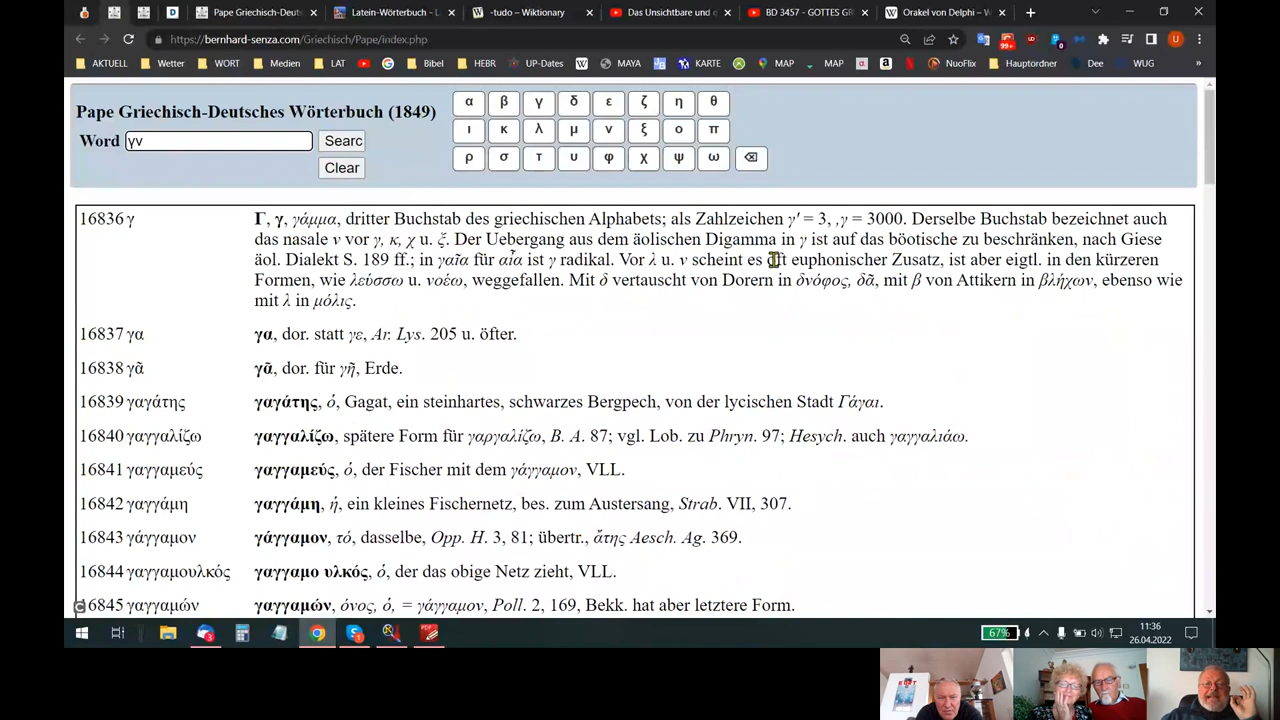 Pape Griechisch-Deut:
Latein-Wörterbuch - L
-tudo – Wiktionary
Das Unsichtbare und e
BD 3457 - GOTTES GE
Orakel von Delphi – W
https://bernhard-senza.com/Griechisch/Pape/index.php
99+
AKTUELL Wetter WORT Medien LAT Bibel HEBR UP-Dates MAYA KARTE MAP MAP NuoFlix Hauptordner Dee WUG
Pape Griechisch-Deutsches Wörterbuch (1849)
Word γν Searc
Clear
α β γ δ ε ζ η θ
ι κ λ μ ν ξ ο π
ρ σ τ υ φ χ ψ ω
16836 γ Γ, γ, γάμμα, dritter Buchstab des griechischen Alphabets; als Zahlzeichen γ′ = 3, ͵γ = 3000. Derselbe Buchstab bezeichnet auch
das nasale ν vor γ, κ, χ u. ξ. Der Uebergang aus dem äolischen Digamma in γ ist auf das böotische zu beschränken, nach Giese
äol. Dialekt S. 189 ff.; in γαῖα für αἶα ist γ radikal. Vor λ u. ν scheint es oft euphonischer Zusatz, ist aber eigtl. in den kürzeren
Formen, wie λεύσσω u. νοέω, weggefallen. Mit δ vertauscht von Dorern in δνόφος, δᾶ, mit β von Attikern in βλήχων, ebenso wie
mit λ in μόλις.
16837 γα γα, dor. statt γε, Ar. Lys. 205 u. öfter.
16838 γᾶ γᾶ, dor. für γῆ, Erde.
16839 γαγάτης γαγάτης, ὁ, Gagat, ein steinhartes, schwarzes Bergpech, von der lycischen Stadt Γάγαι.
16840 γαγγαλίζω γαγγαλίζω, spätere Form für γαργαλίζω, B. A. 87; vgl. Lob. zu Phryn. 97; Hesych. auch γαγγαλιάω.
16841 γαγγαμεύς γαγγαμεύς, ὁ, der Fischer mit dem γάγγαμον, VLL.
16842 γαγγάμη γαγγάμη, ἡ, ein kleines Fischernetz, bes. zum Austersang, Strab. VII, 307.
16843 γάγγαμον γάγγαμον, τό, dasselbe, Opp. H. 3, 81; übertr., ἄτης Aesch. Ag. 369.
16844 γαγγαμουλκός γαγγαμο υλκός, ὁ, der das obige Netz zieht, VLL.
16845 γαγγαμών γαγγαμών, όνος, ὁ, = γάγγαμον, Poll. 2, 169, Bekk. hat aber letztere Form.
67%
11:36
26.04.2022